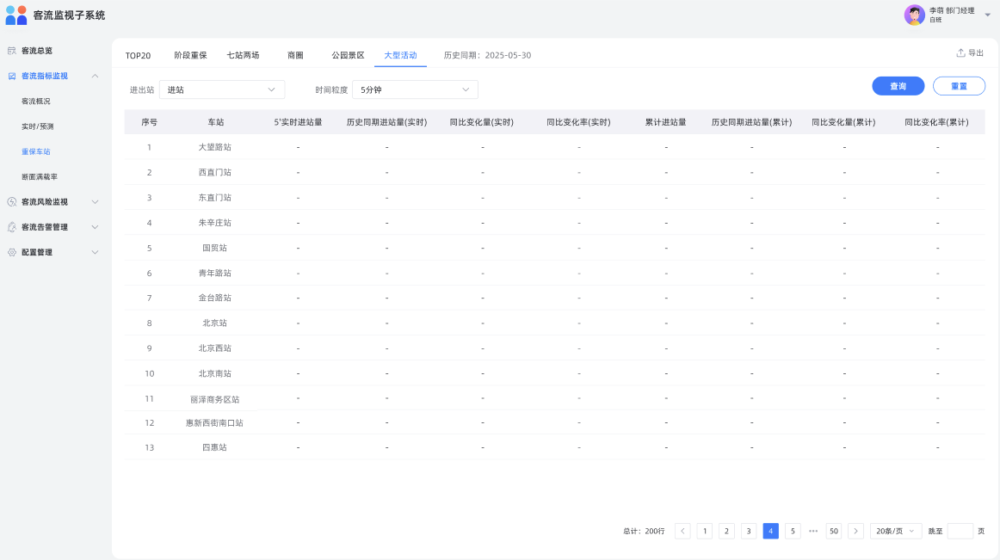 客流监视子系统
李萌 部门经理
白班
客流总览
客流指标监视
客流概况
实时/预测
重保车站
断面满载率
客流风险监视
客流告警管理
配置管理
TOP20 阶段重保 七站两场 商圈 公园景区 大型活动 历史同期：2025-05-30 导出
进出站 进站 时间粒度 5分钟 查询 重置
序号 车站 5'实时进站量 历史同期进站量(实时) 同比变化量(实时) 同比变化率(实时) 累计进站量 历史同期进站量(累计) 同比变化量(累计) 同比变化率(累计)
1 大望路站 - - - - - - - -
2 西直门站 - - - - - - - -
3 东直门站 - - - - - - - -
4 朱辛庄站 - - - - - - - -
5 国贸站 - - - - - - - -
6 青年路站 - - - - - - - -
7 金台路站 - - - - - - - -
8 北京站 - - - - - - - -
9 北京西站 - - - - - - - -
10 北京南站 - - - - - - - -
11 丽泽商务区站 - - - - - - - -
12 惠新西街南口站 - - - - - - - -
13 四惠站 - - - - - - - -
总计：200行 1 2 3 4 5 ••• 50 20条/页 跳至 页